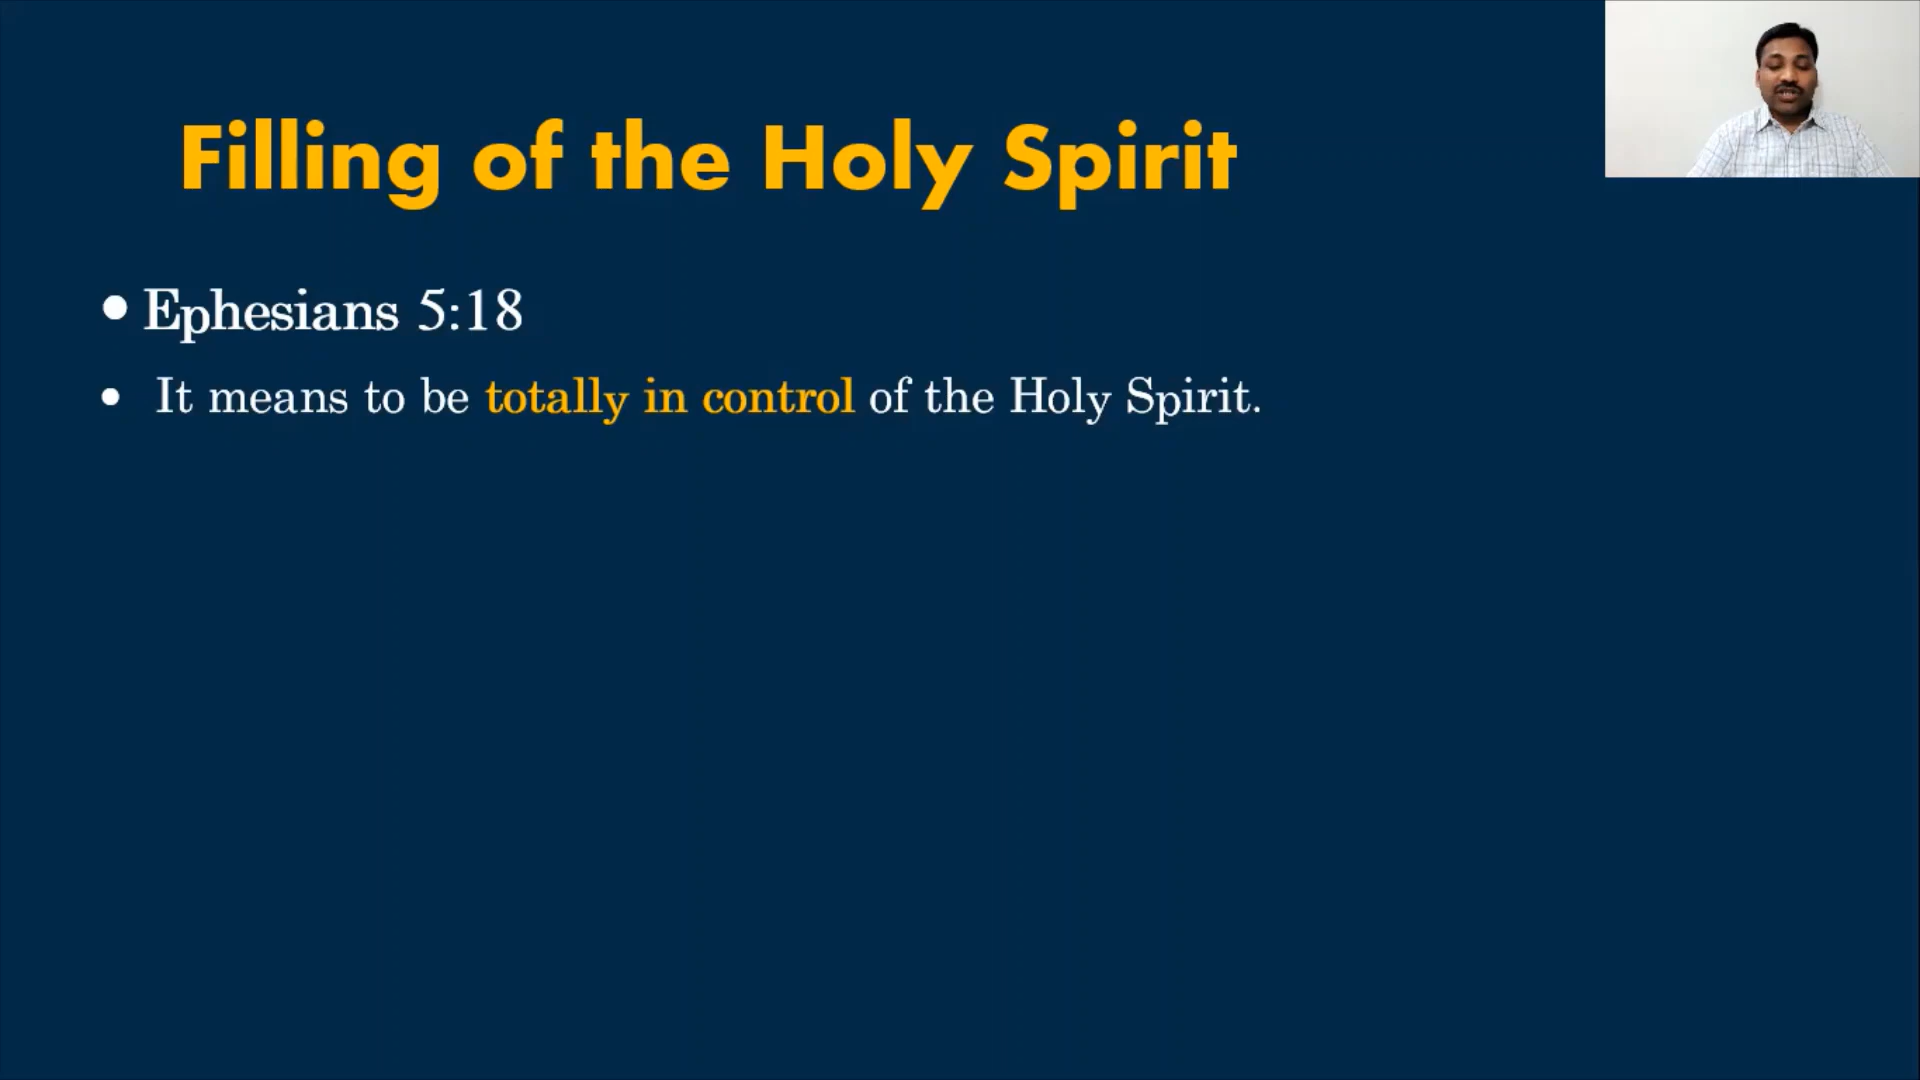 Filling of the Holy Spirit
• Ephesians 5:18
• It means to be totally in control of the Holy Spirit.